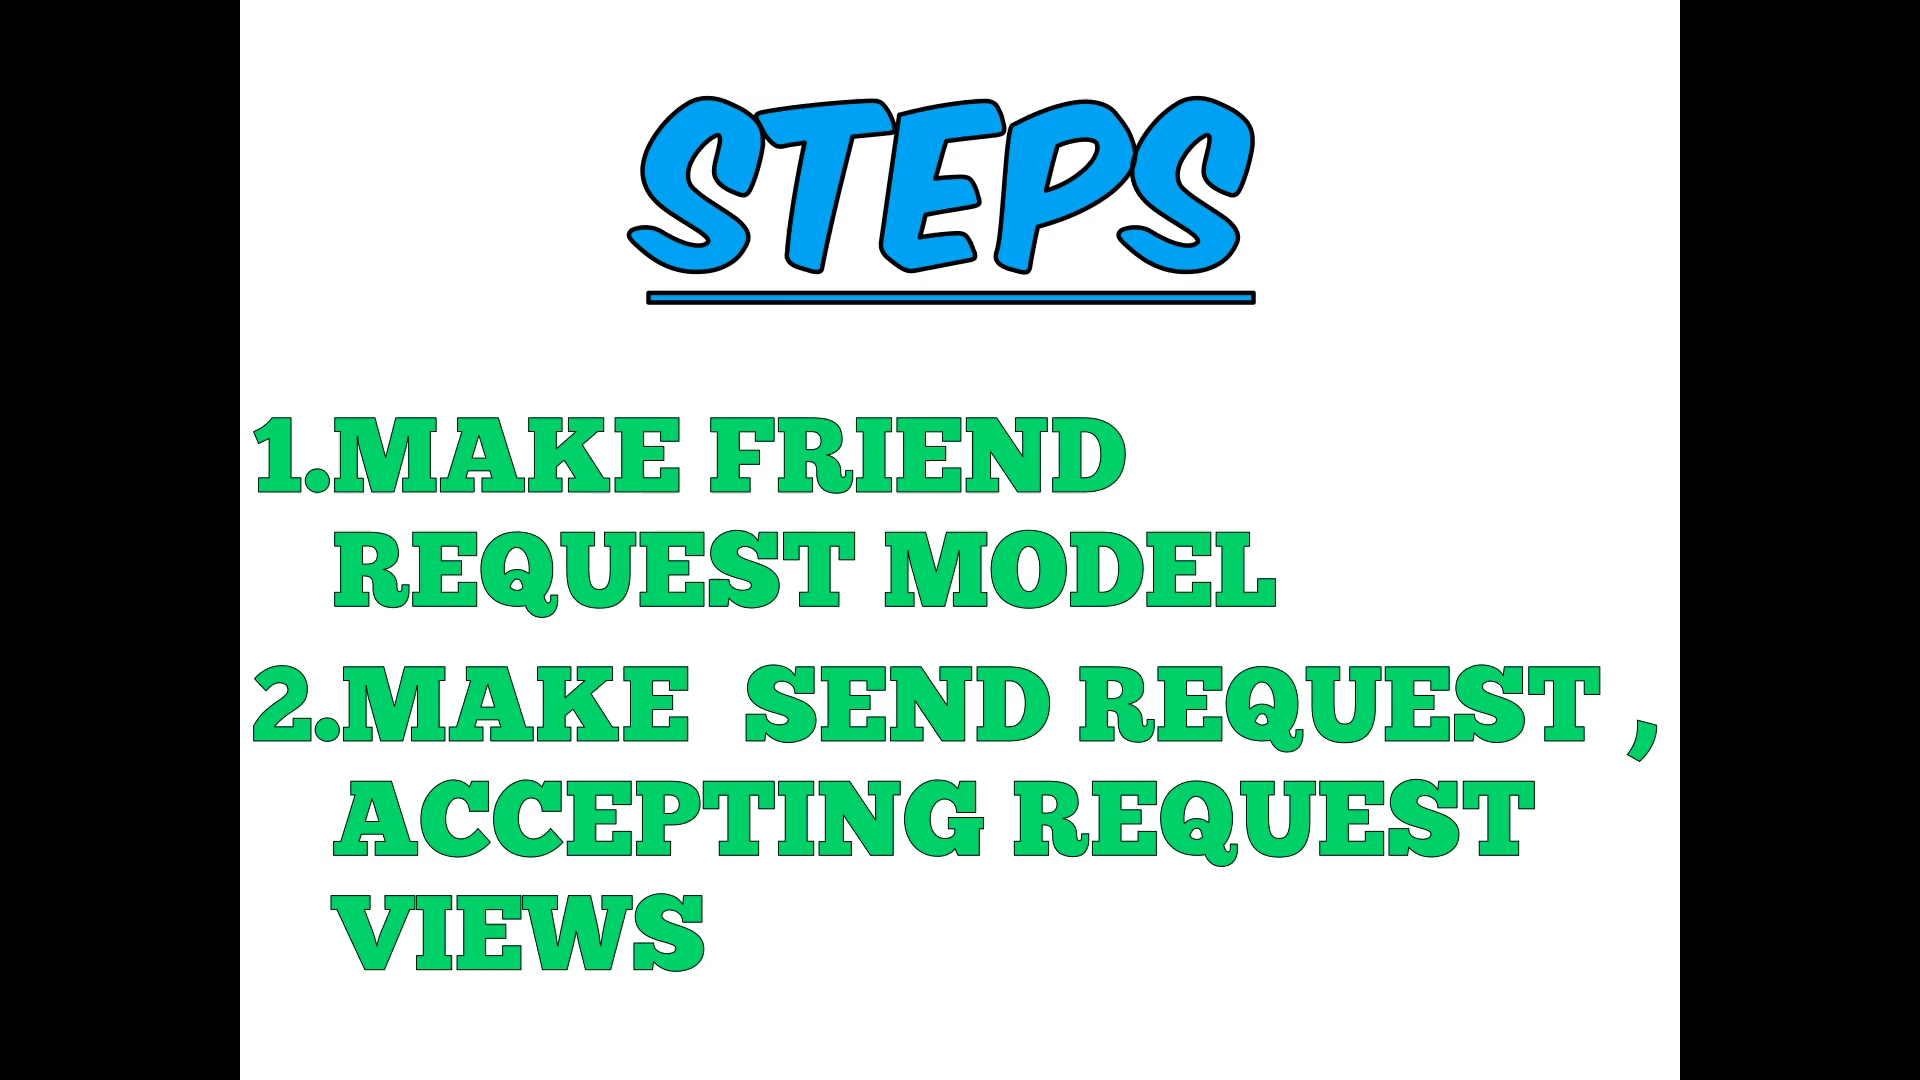 STEPS
1.MAKE FRIEND
REQUEST MODEL
2.MAKE  SEND REQUEST ,
ACCEPTING REQUEST
VIEWS